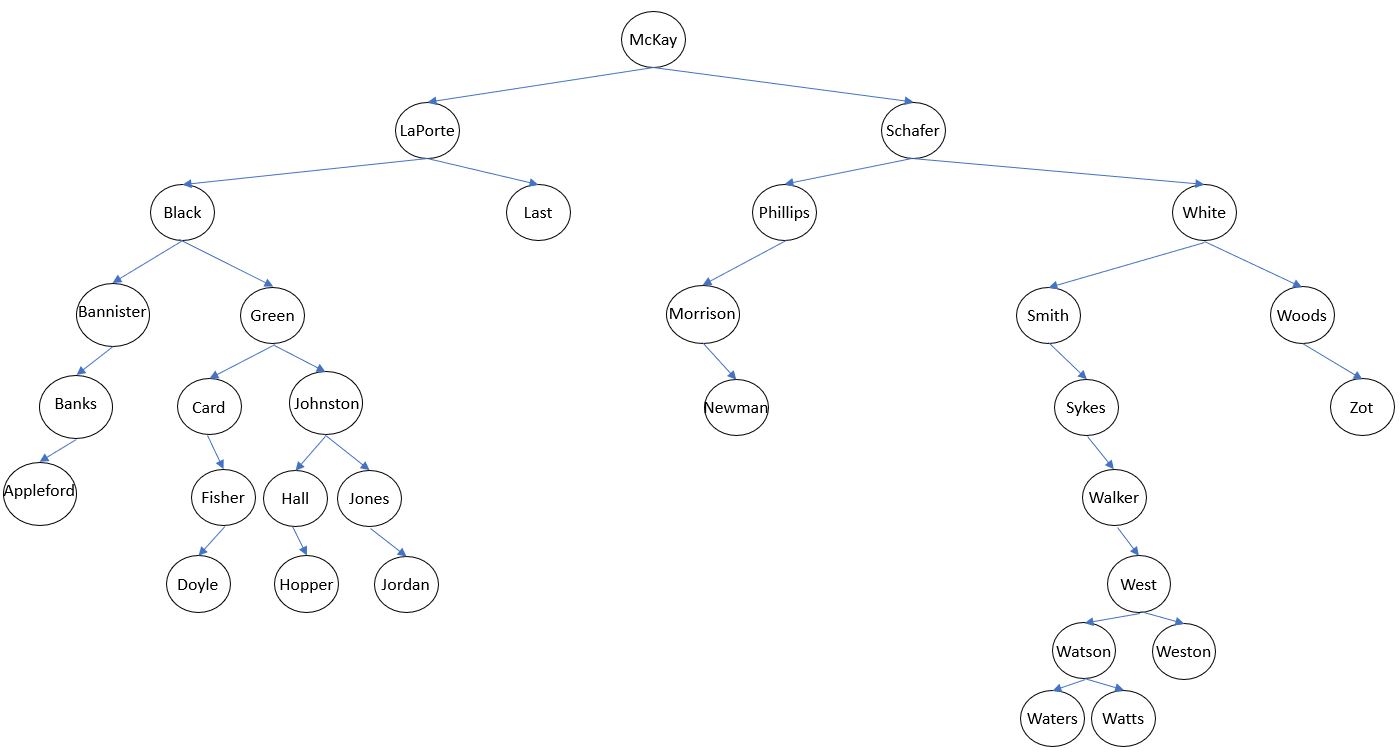 McKay
LaPorte
Schafer
Black
Last
Phillips
White
Bannister
Green
Morrison
Smith
Woods
Banks
Card
Johnston
Newman
Sykes
Zot
Appleford
Fisher
Hall
Jones
Walker
Doyle
Hopper
Jordan
West
Watson
Weston
Waters
Watts